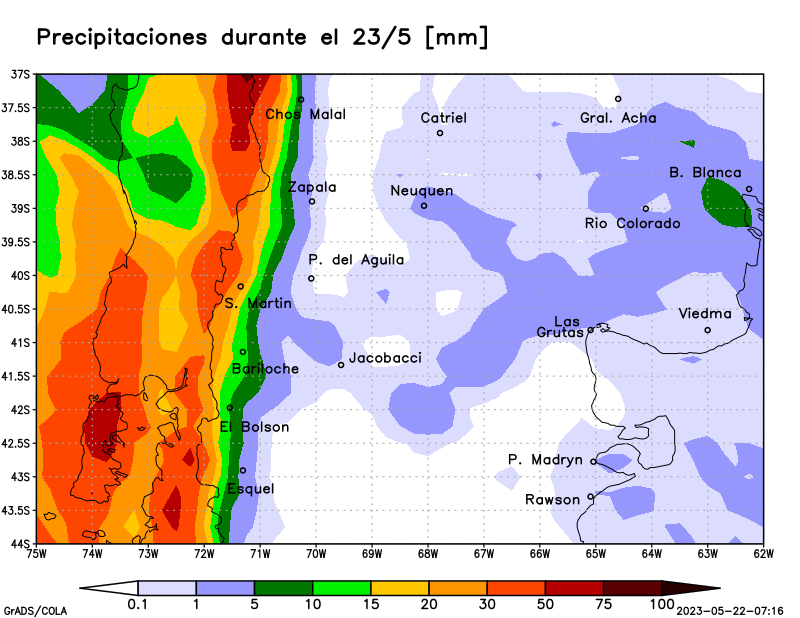 Precipitaciones durante el 23/5 [mm]
37S
37.5S
38S
38.5S
39S
39.5S
40S
40.5S
41S
41.5S
42S
42.5S
43S
43.5S
44S
Chos Malal
Catriel
Gral. Acha
B. Blanca
Zapala
Neuquen
Rio Colorado
P. del Aguila
S. Martin
Las
Grutas
Viedma
Bariloche
Jacobacci
El Bolson
P. Madryn
Esquel
Rawson
75W 74W 73W 72W 71W 70W 69W 68W 67W 66W 65W 64W 63W 62W
0.1 1 5 10 15 20 30 50 75 100
GrADS/COLA
2023-05-22-07:16